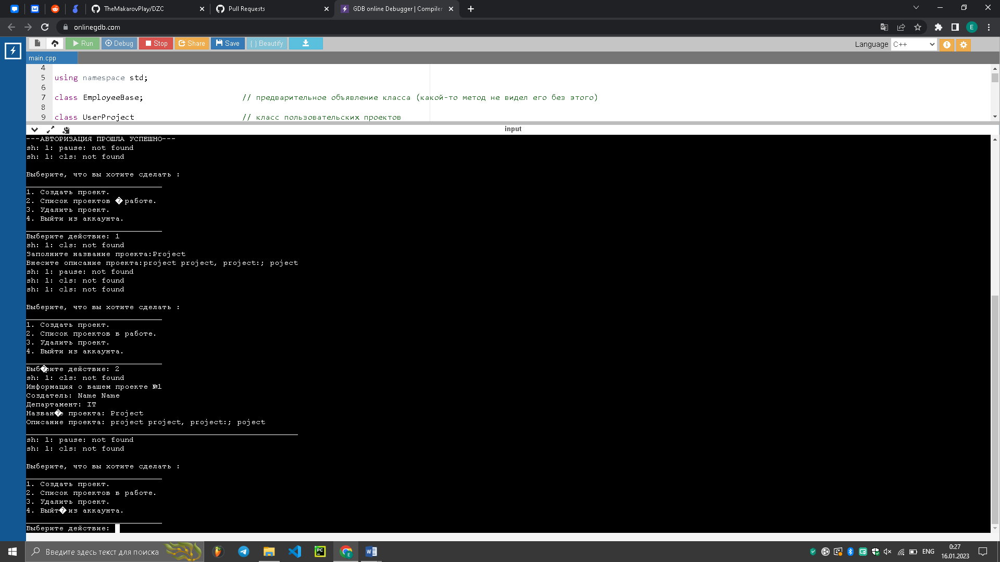 TheMakarovPlay/DZC
Pull Requests
GDB online Debugger | Compiler
onlinegdb.com
E
Run
Debug
Stop
Share
Save
{ } Beautify
Language
C++
main.cpp
4
5 using namespace std;
6
7 class EmployeeBase; // предварительное объявление класса (какой-то метод не видел его без этого)
8
9 class UserProject // класс пользовательских проектов
input
---АВТОРИЗАЦИЯ ПРОШЛА УСПЕШНО---
sh: 1: pause: not found
sh: 1: cls: not found
Выберите, что вы хотите сделать :
1. Создать проект.
2. Список проектов � работе.
3. Удалить проект.
4. Выйти из аккаунта.
Выберите действие: 1
sh: 1: cls: not found
Заполните название проекта:Project
Внесите описание проекта:project project, project:; poject
sh: 1: pause: not found
sh: 1: cls: not found
sh: 1: cls: not found
Выберите, что вы хотите сделать :
1. Создать проект.
2. Список проектов в работе.
3. Удалить проект.
4. Выйти из аккаунта.
Выб�рите действие: 2
sh: 1: cls: not found
Информация о вашем проекте №1
Создатель: Name Name
Департамент: IT
Назван�е проекта: Project
Описание проекта: project project, project:; poject
sh: 1: pause: not found
sh: 1: cls: not found
Выберите, что вы хотите сделать :
1. Создать проект.
2. Список проектов в работе.
3. Удалить проект.
4. Выйт� из аккаунта.
Выберите действие:
Введите здесь текст для поиска
PC
E
ENG
0:27
16.01.2023